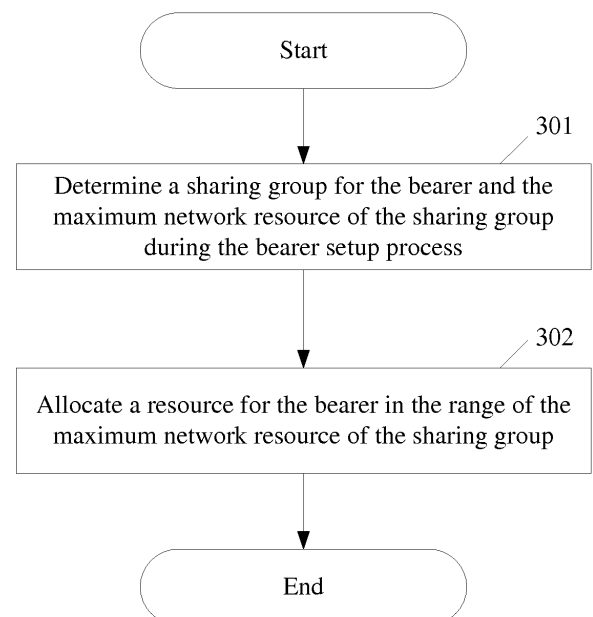 Start
301
Determine a sharing group for the bearer and the
maximum network resource of the sharing group
during the bearer setup process
302
Allocate a resource for the bearer in the range of the
maximum network resource of the sharing group
End